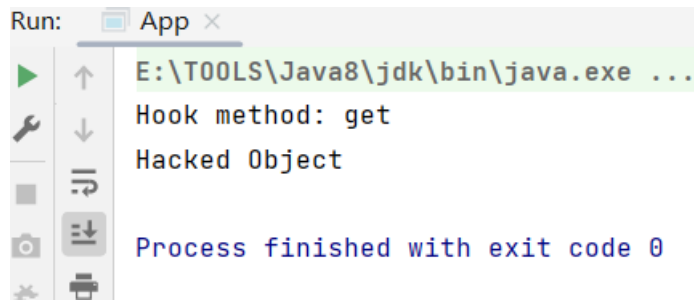 Run: App ×
E:\TOOLS\Java8\jdk\bin\java.exe ...
Hook method: get
Hacked Object
Process finished with exit code 0